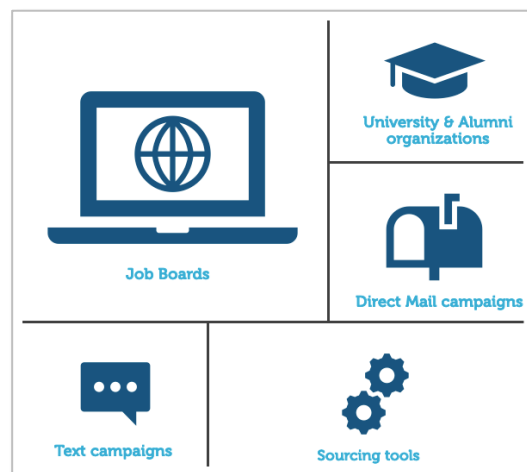 University & Alumni
organizations
Job Boards
Direct Mail campaigns
Text campaigns
Sourcing tools